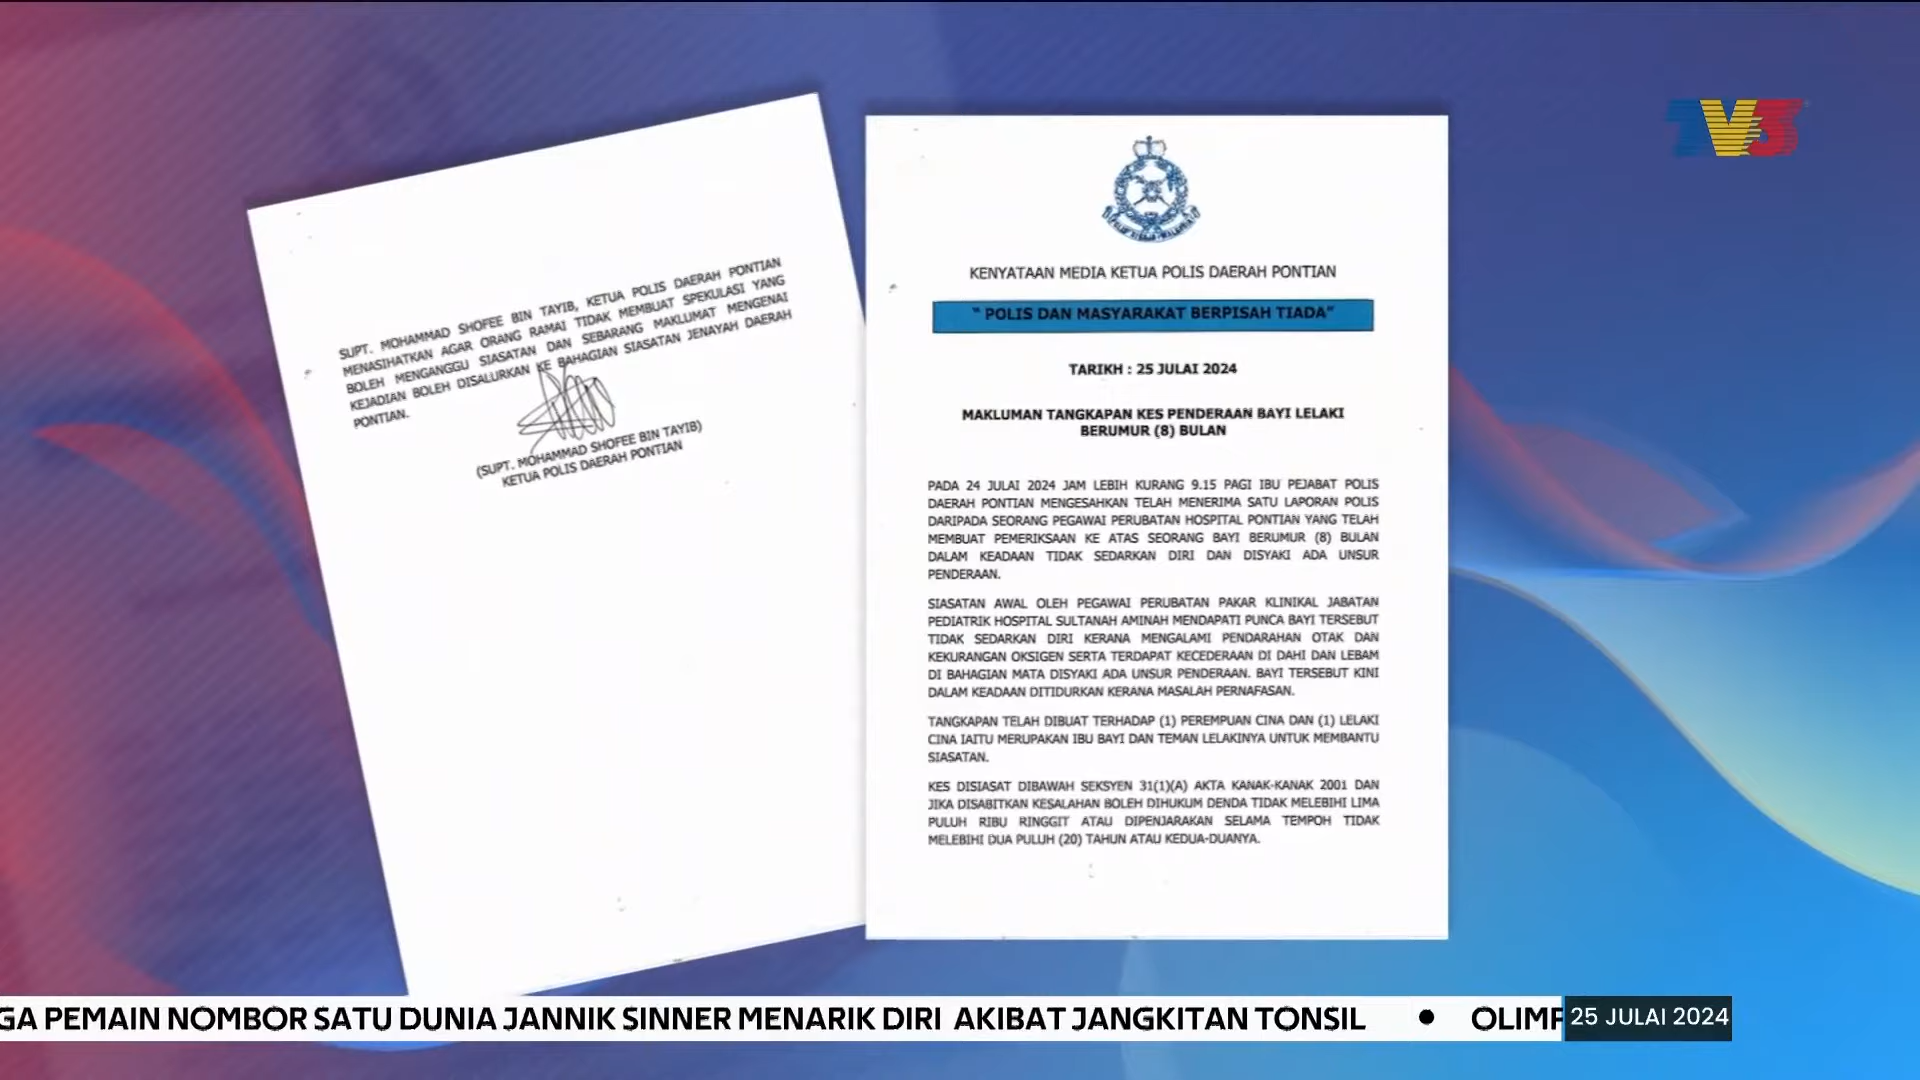 SUPT. MOHAMMAD SHOFEE BIN TAYIB, KETUA POLIS DAERAH PONTIAN
MENASIHATKAN AGAR ORANG RAMAI TIDAK MEMBUAT SPEKULASI YANG
BOLEH MENGANGGU SIASATAN DAN SEBARANG MAKLUMAT MENGENAI
KEJADIAN BOLEH DISALURKAN KE BAHAGIAN SIASATAN JENAYAH DAERAH
PONTIAN.
(SUPT. MOHAMMAD SHOFEE BIN TAYIB)
KETUA POLIS DAERAH PONTIAN
KENYATAAN MEDIA KETUA POLIS DAERAH PONTIAN
" POLIS DAN MASYARAKAT BERPISAH TIADA"
TARIKH : 25 JULAI 2024
MAKLUMAN TANGKAPAN KES PENDERAAN BAYI LELAKI
BERUMUR (8) BULAN
PADA 24 JULAI 2024 JAM LEBIH KURANG 9.15 PAGI IBU PEJABAT POLIS
DAERAH PONTIAN MENGESAHKAN TELAH MENERIMA SATU LAPORAN POLIS
DARIPADA SEORANG PEGAWAI PERUBATAN HOSPITAL PONTIAN YANG TELAH
MEMBUAT PEMERIKSAAN KE ATAS SEORANG BAYI BERUMUR (8) BULAN
DALAM KEADAAN TIDAK SEDARKAN DIRI DAN DISYAKI ADA UNSUR
PENDERAAN.
SIASATAN AWAL OLEH PEGAWAI PERUBATAN PAKAR KLINIKAL JABATAN
PEDIATRIK HOSPITAL SULTANAH AMINAH MENDAPATI PUNCA BAYI TERSEBUT
TIDAK SEDARKAN DIRI KERANA MENGALAMI PENDARAHAN OTAK DAN
KEKURANGAN OKSIGEN SERTA TERDAPAT KECEDERAAN DI DAHI DAN LEBAM
DI BAHAGIAN MATA DISYAKI ADA UNSUR PENDERAAN. BAYI TERSEBUT KINI
DALAM KEADAAN DITIDURKAN KERANA MASALAH PERNAFASAN.
TANGKAPAN TELAH DIBUAT TERHADAP (1) PEREMPUAN CINA DAN (1) LELAKI
CINA IAITU MERUPAKAN IBU BAYI DAN TEMAN LELAKINYA UNTUK MEMBANTU
SIASATAN.
KES DISIASAT DIBAWAH SEKSYEN 31(1)(A) AKTA KANAK-KANAK 2001 DAN
JIKA DISABITKAN KESALAHAN BOLEH DIHUKUM DENDA TIDAK MELEBIHI LIMA
PULUH RIBU RINGGIT ATAU DIPENJARAKAN SELAMA TEMPOH TIDAK
MELEBIHI DUA PULUH (20) TAHUN ATAU KEDUA-DUANYA.
TV3
GA PEMAIN NOMBOR SATU DUNIA JANNIK SINNER MENARIK DIRI AKIBAT JANGKITAN TONSIL • OLIMP
25 JULAI 2024